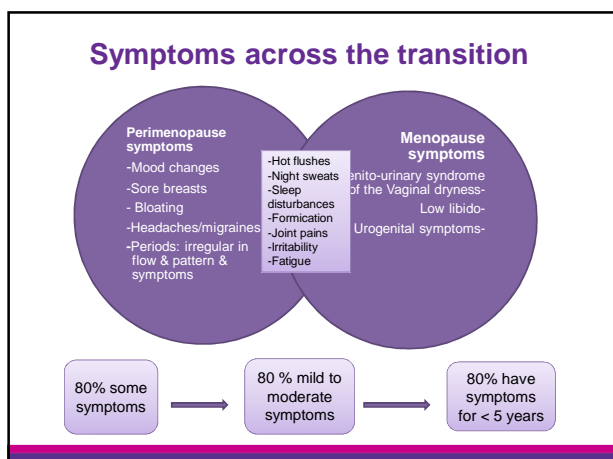 Symptoms across the transition
Perimenopause
symptoms
-Mood changes
-Sore breasts
- Bloating
-Headaches/migraines
-Periods: irregular in
flow & pattern &
symptoms
-Hot flushes
-Night sweats
-Sleep
disturbances
-Formication
-Joint pains
-Irritability
-Fatigue
Menopause
symptoms
enito-urinary syndrome
of the Vaginal dryness-
Low libido-
Urogenital symptoms-
80% some
symptoms
80 % mild to
moderate
symptoms
80% have
symptoms
for < 5 years